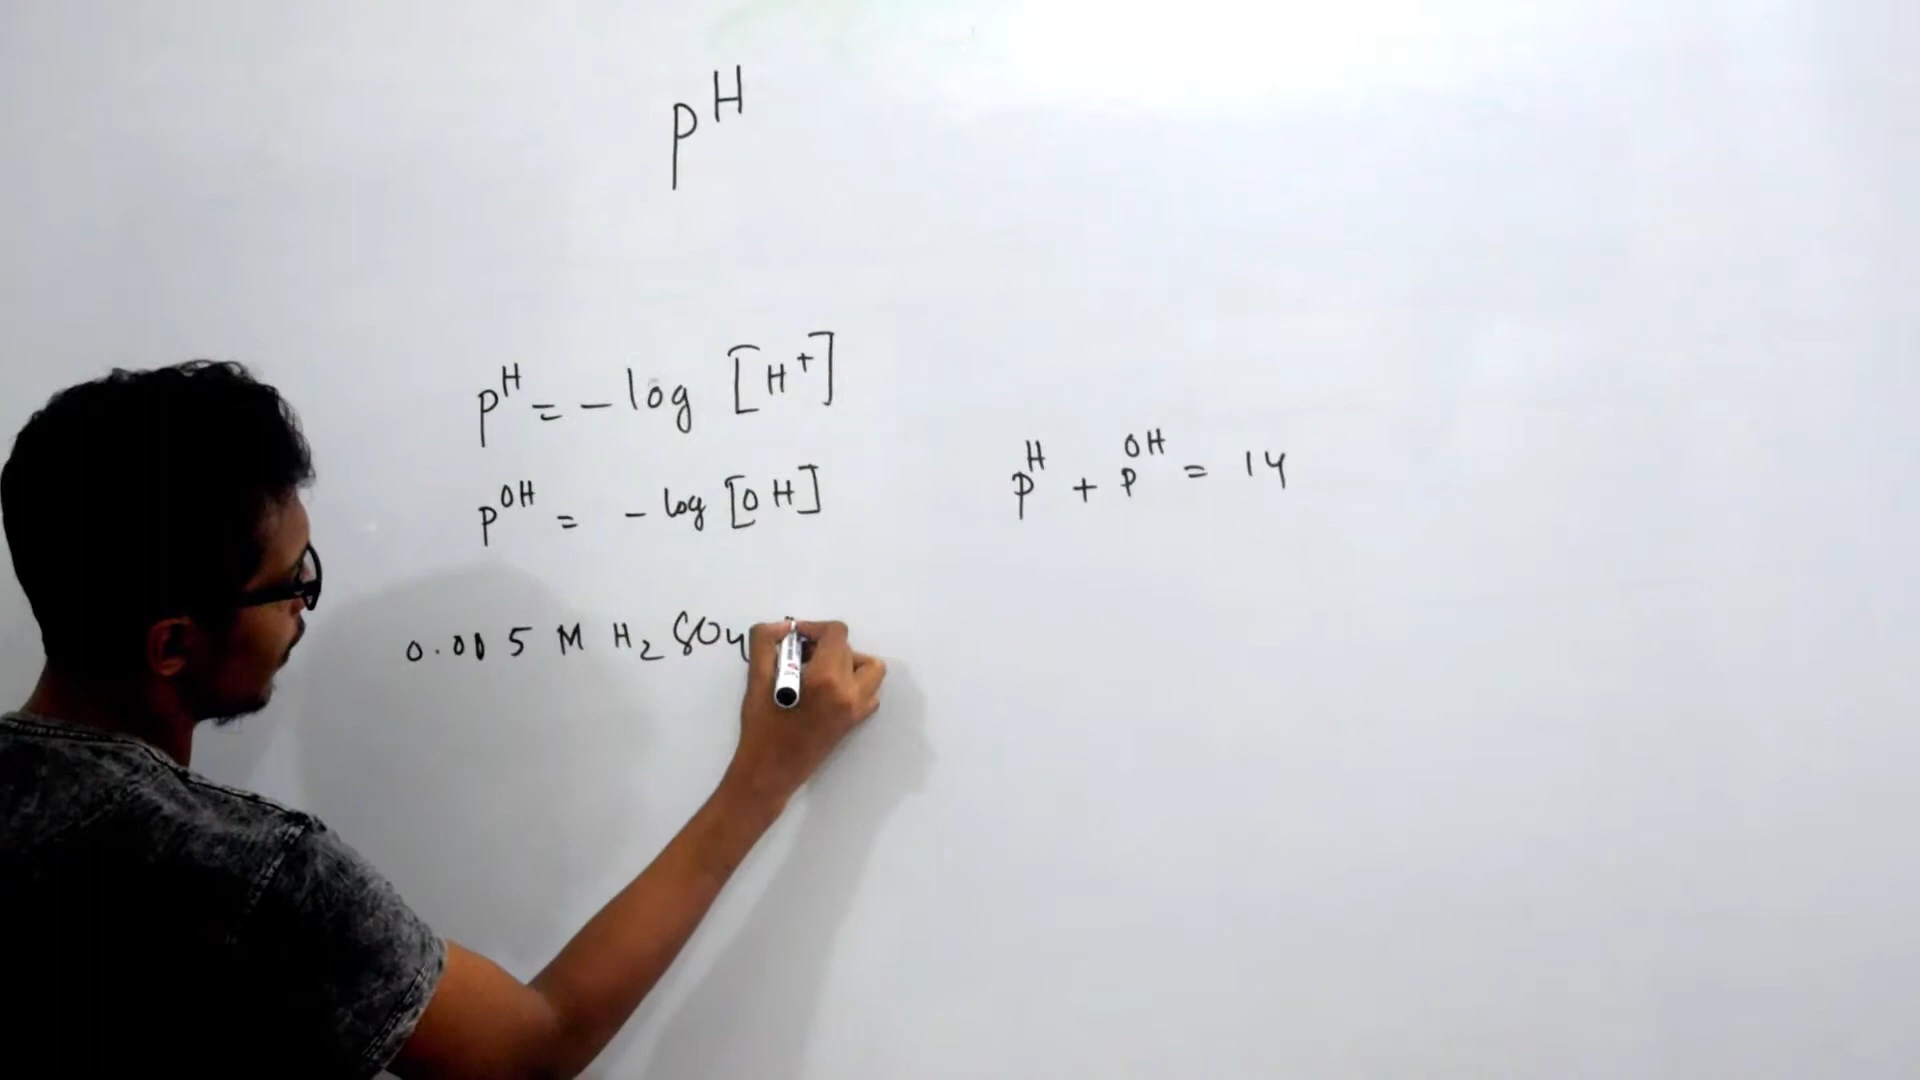 pH
pH = - log [H+]
pOH = - log [OH]
pH + pOH = 14
0.005 M H2SO4